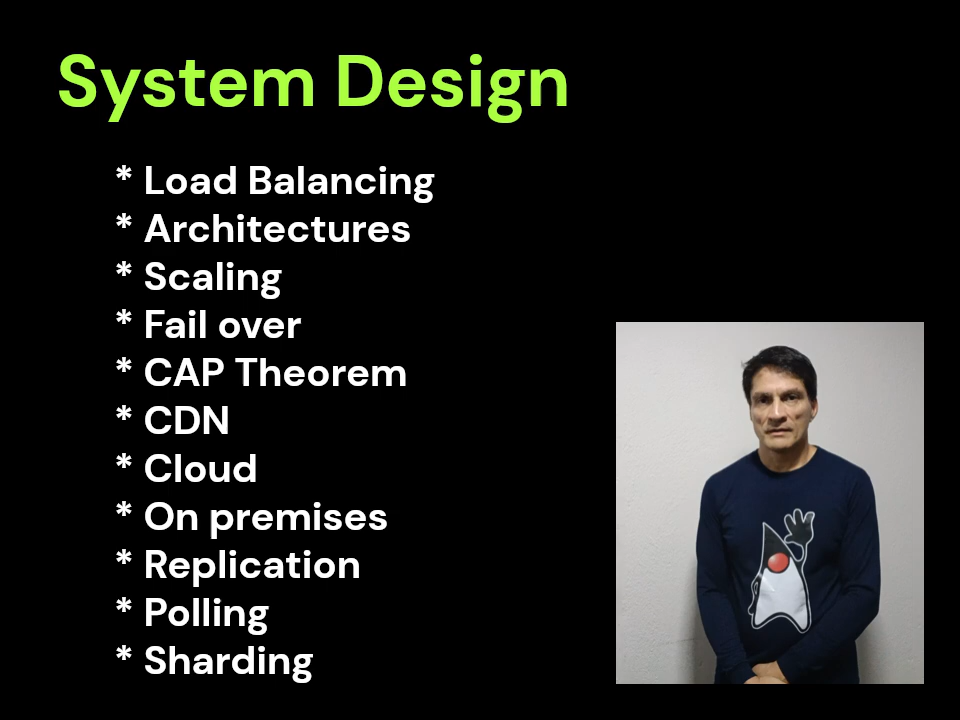 System Design
* Load Balancing
* Architectures
* Scaling
* Fail over
* CAP Theorem
* CDN
* Cloud
* On premises
* Replication
* Polling
* Sharding